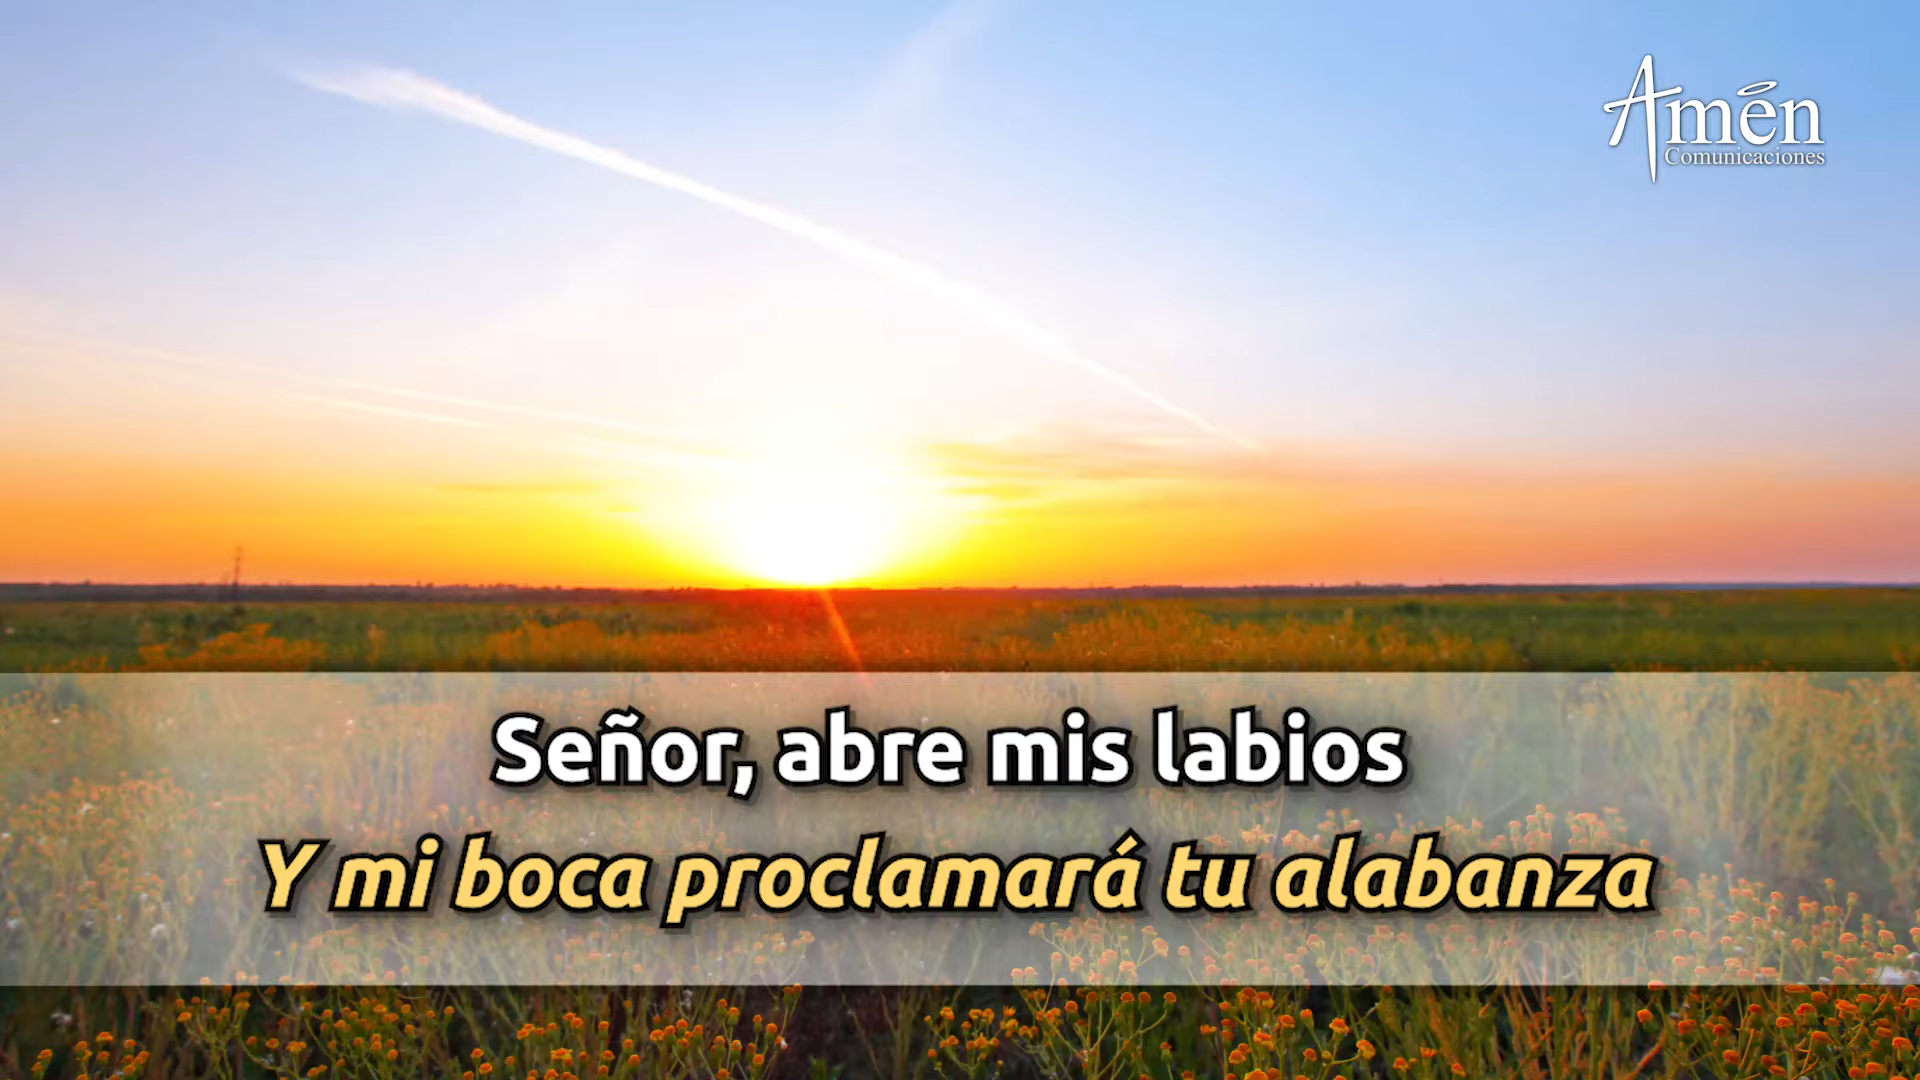 Amén
Comunicaciones
Señor, abre mis labios
Y mi boca proclamará tu alabanza